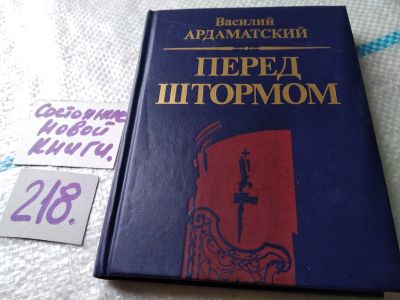 Василий
АРДАМАТСКИЙ
ПЕРЕД
ШТОРМОМ
Состояние
новой
книги.
218.